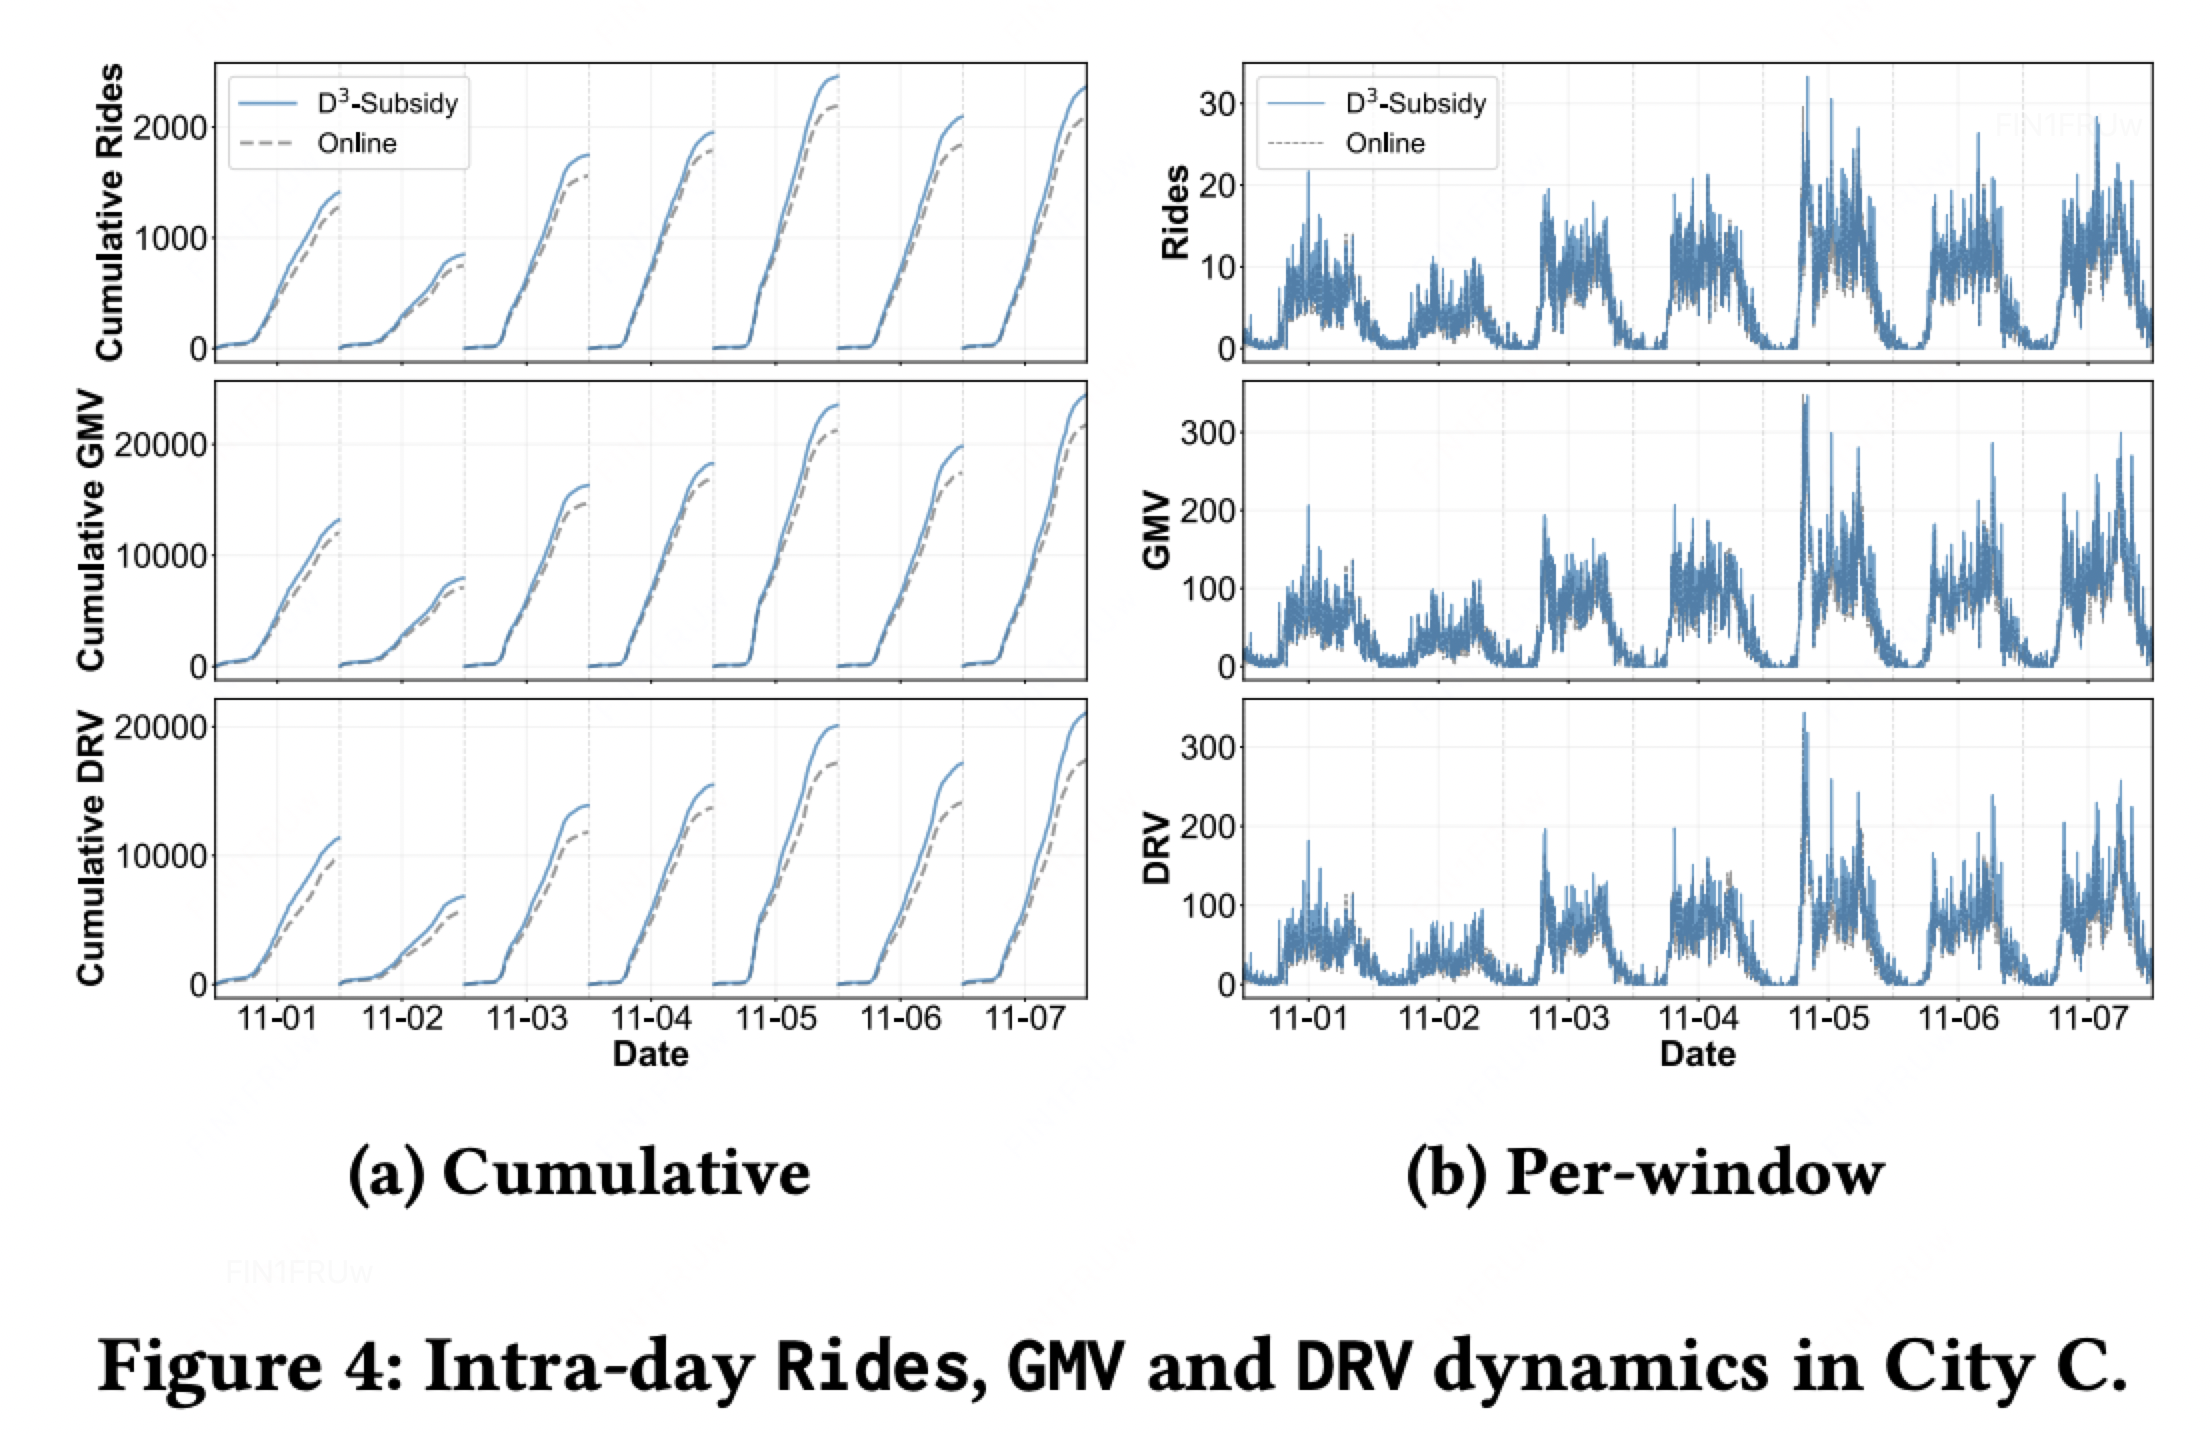 Cumulative Rides
2000
1000
0
D³-Subsidy
Online
Cumulative GMV
20000
10000
0
Cumulative DRV
20000
10000
0
11-01 11-02 11-03 11-04 11-05 11-06 11-07
Date
Rides
30
20
10
0
D³-Subsidy
Online
FIN1FRUw
GMV
300
200
100
0
DRV
300
200
100
0
11-01 11-02 11-03 11-04 11-05 11-06 11-07
Date
(a) Cumulative
(b) Per-window
FIN1FRUw
Figure 4: Intra-day Rides, GMV and DRV dynamics in City C.